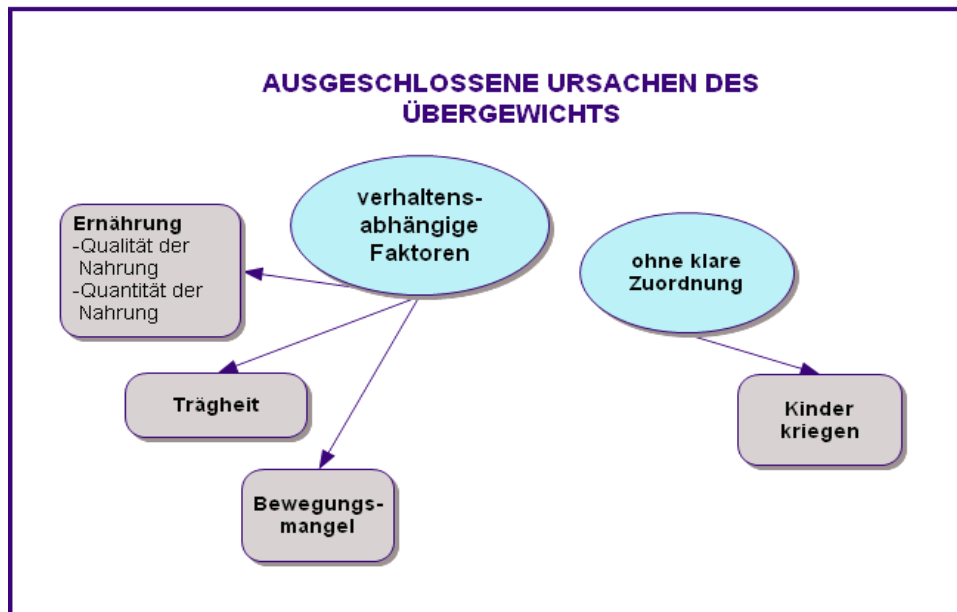 AUSGESCHLOSSENE URSACHEN DES
ÜBERGEWICHTS
verhaltens-
abhängige
Faktoren
Ernährung
-Qualität der
Nahrung
-Quantität der
Nahrung
Trägheit
Bewegungs-
mangel
ohne klare
Zuordnung
Kinder
kriegen